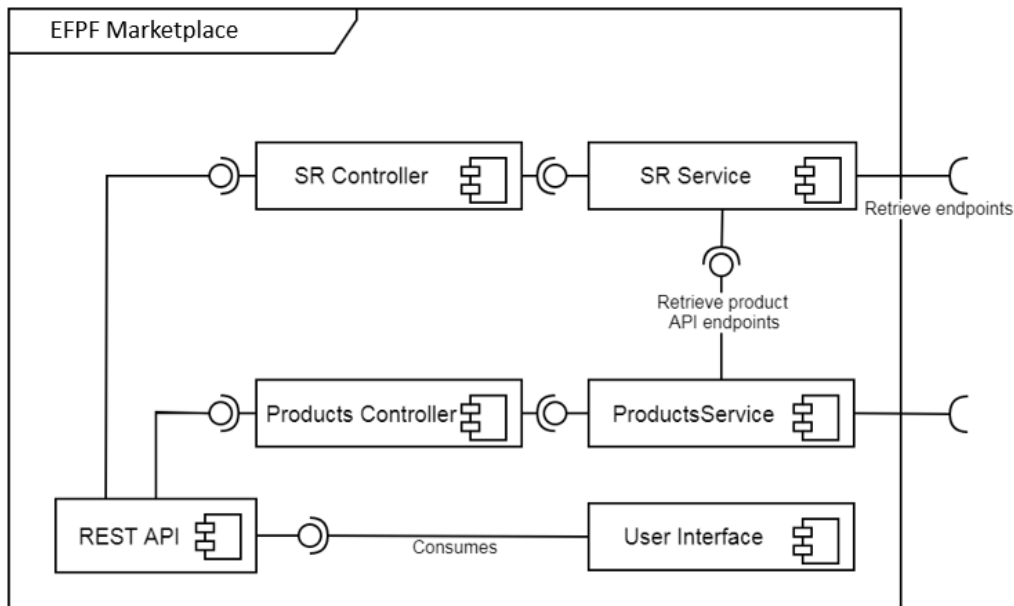 EFPF Marketplace
SR Controller
SR Service
Retrieve endpoints
Retrieve product
API endpoints
Products Controller
ProductsService
REST API
Consumes
User Interface